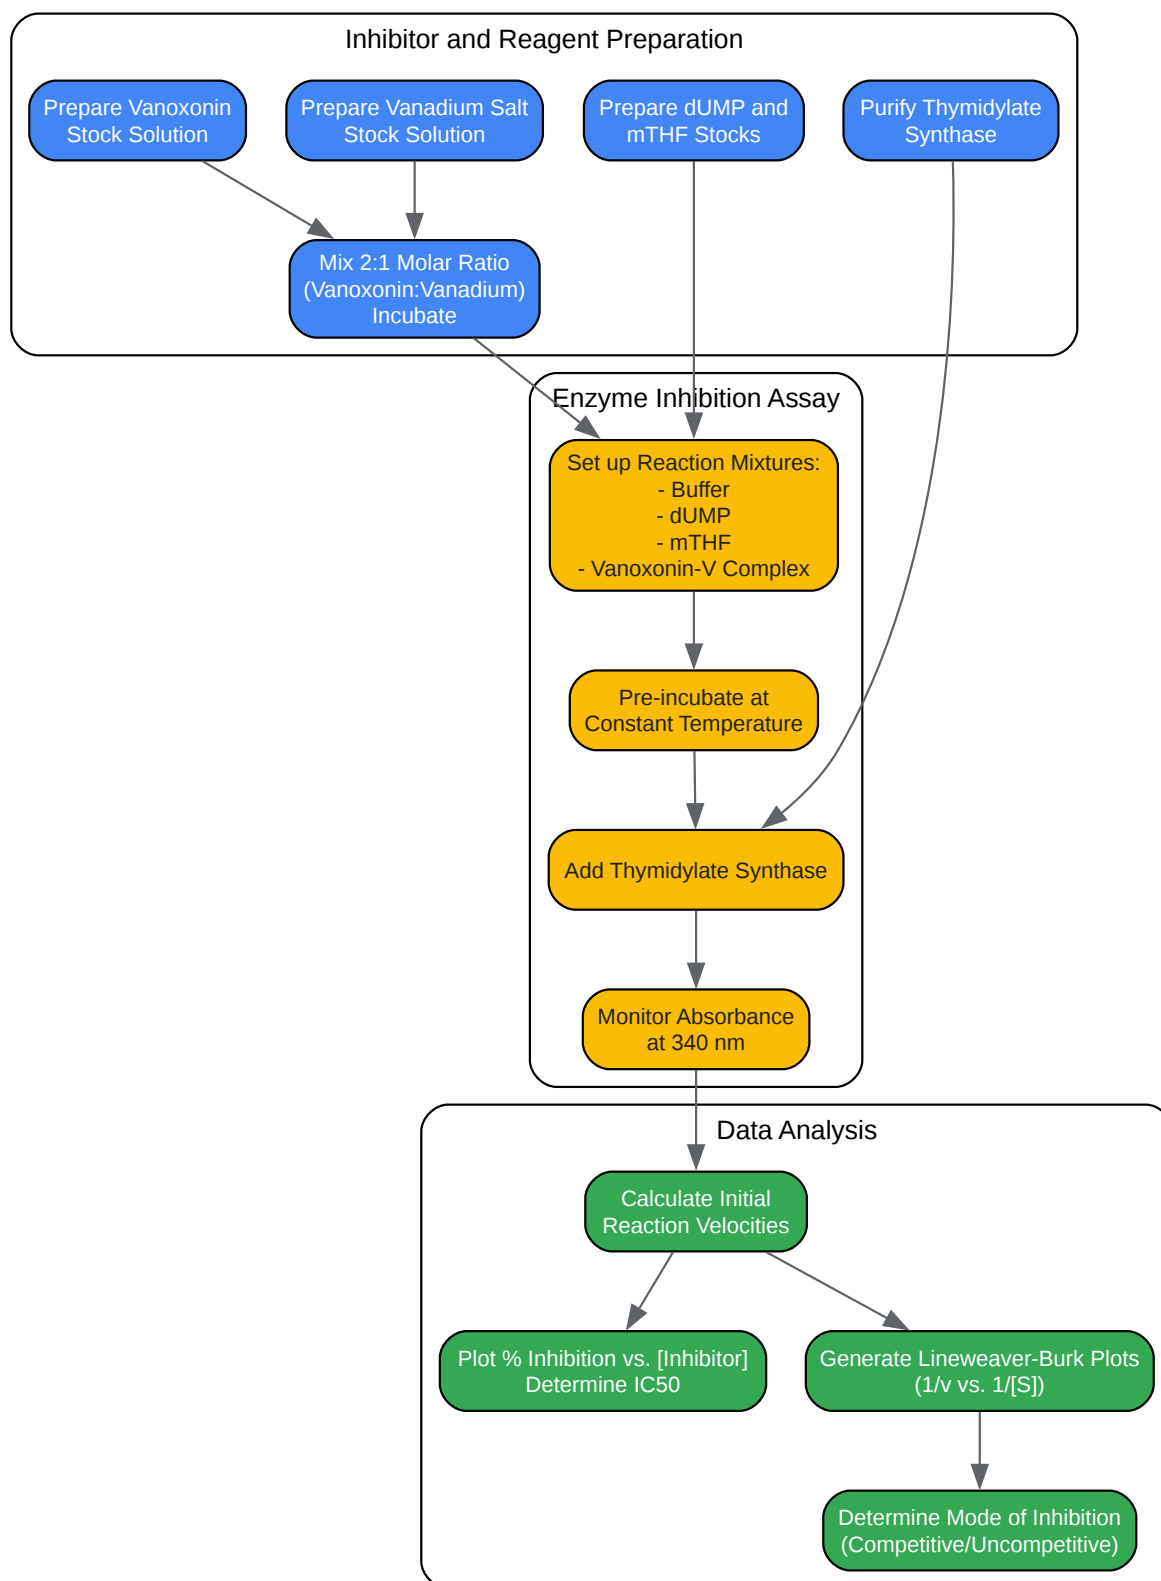 Inhibitor and Reagent Preparation
Prepare Vanoxonin
Stock Solution
Prepare Vanadium Salt
Stock Solution
Prepare dUMP and
mTHF Stocks
Purify Thymidylate
Synthase
Mix 2:1 Molar Ratio
(Vanoxonin:Vanadium)
Incubate
Enzyme Inhibition Assay
Set up Reaction Mixtures:
- Buffer
- dUMP
- mTHF
- Vanoxonin-V Complex
Pre-incubate at
Constant Temperature
Add Thymidylate Synthase
Monitor Absorbance
at 340 nm
Data Analysis
Calculate Initial
Reaction Velocities
Plot % Inhibition vs. [Inhibitor]
Determine IC50
Generate Lineweaver-Burk Plots
(1/v vs. 1/[S])
Determine Mode of Inhibition
(Competitive/Uncompetitive)